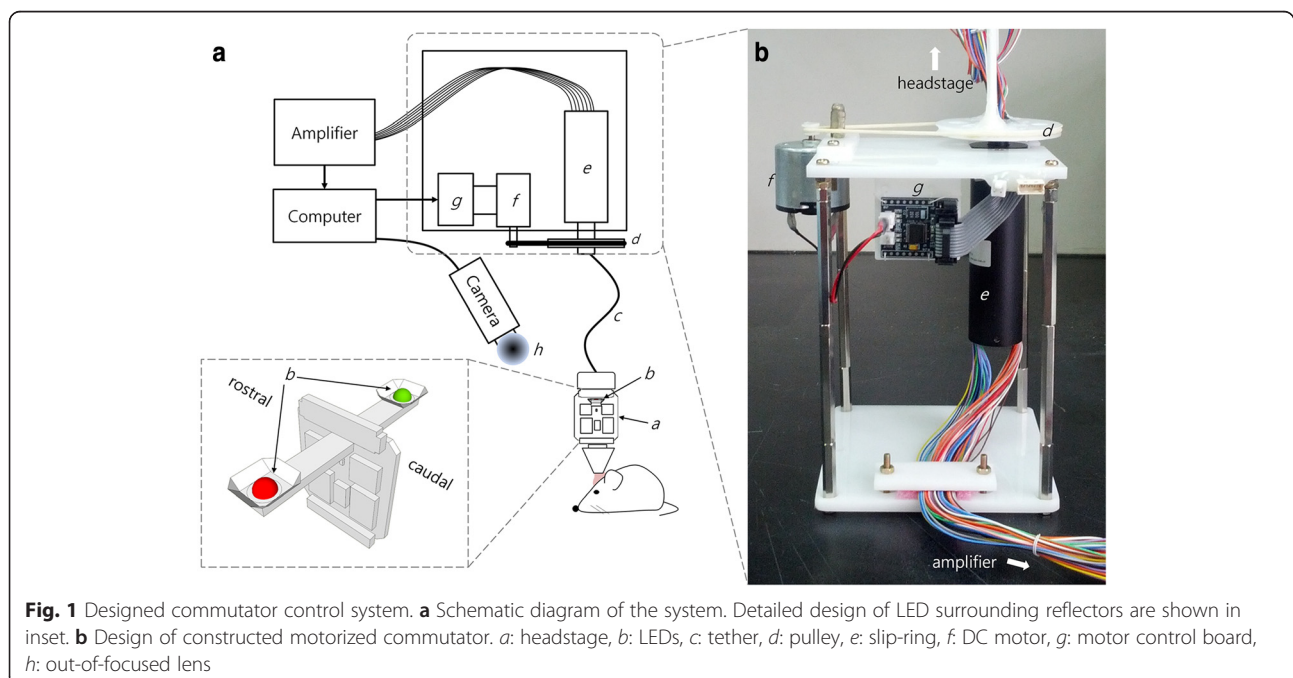 a
Amplifier
Computer
g
f
e
d
Camera
c
h
b
a
b
rostral
caudal
b
headstage
d
f
g
e
amplifier
Fig. 1 Designed commutator control system. a Schematic diagram of the system. Detailed design of LED surrounding reflectors are shown in
inset. b Design of constructed motorized commutator. a: headstage, b: LEDs, c: tether, d: pulley, e: slip-ring, f: DC motor, g: motor control board,
h: out-of-focused lens